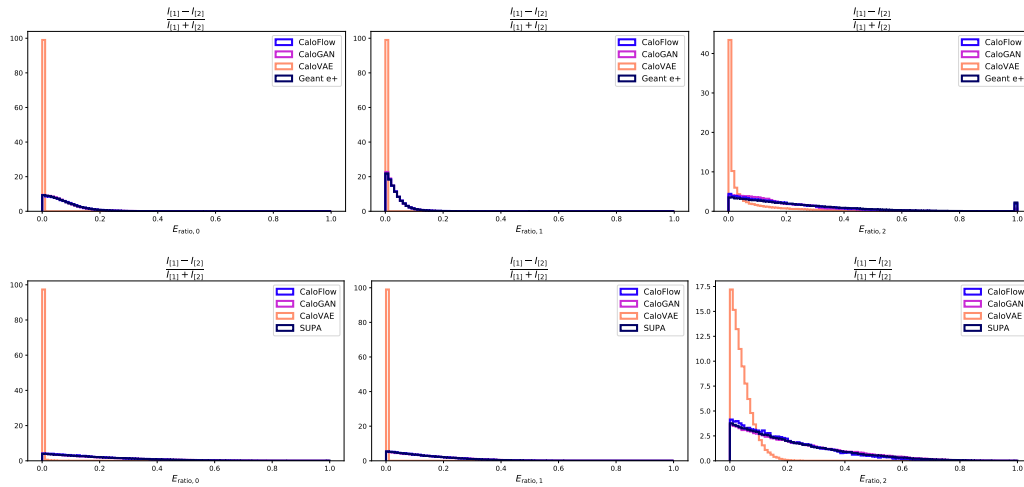 I[1] − I[2]
I[1] + I[2]
100
80
60
40
20
0
0.0 0.2 0.4 0.6 0.8 1.0
Eratio, 0
CaloFlow
CaloGAN
CaloVAE
Geant e+
I[1] − I[2]
I[1] + I[2]
100
80
60
40
20
0
0.0 0.2 0.4 0.6 0.8 1.0
Eratio, 1
CaloFlow
CaloGAN
CaloVAE
Geant e+
I[1] − I[2]
I[1] + I[2]
40
30
20
10
0
0.0 0.2 0.4 0.6 0.8 1.0
Eratio, 2
CaloFlow
CaloGAN
CaloVAE
Geant e+
I[1] − I[2]
I[1] + I[2]
100
80
60
40
20
0
0.0 0.2 0.4 0.6 0.8 1.0
Eratio, 0
CaloFlow
CaloGAN
CaloVAE
SUPA
I[1] − I[2]
I[1] + I[2]
100
80
60
40
20
0
0.0 0.2 0.4 0.6 0.8 1.0
Eratio, 1
CaloFlow
CaloGAN
CaloVAE
SUPA
I[1] − I[2]
I[1] + I[2]
17.5
15.0
12.5
10.0
7.5
5.0
2.5
0.0
0.0 0.2 0.4 0.6 0.8 1.0
Eratio, 2
CaloFlow
CaloGAN
CaloVAE
SUPA